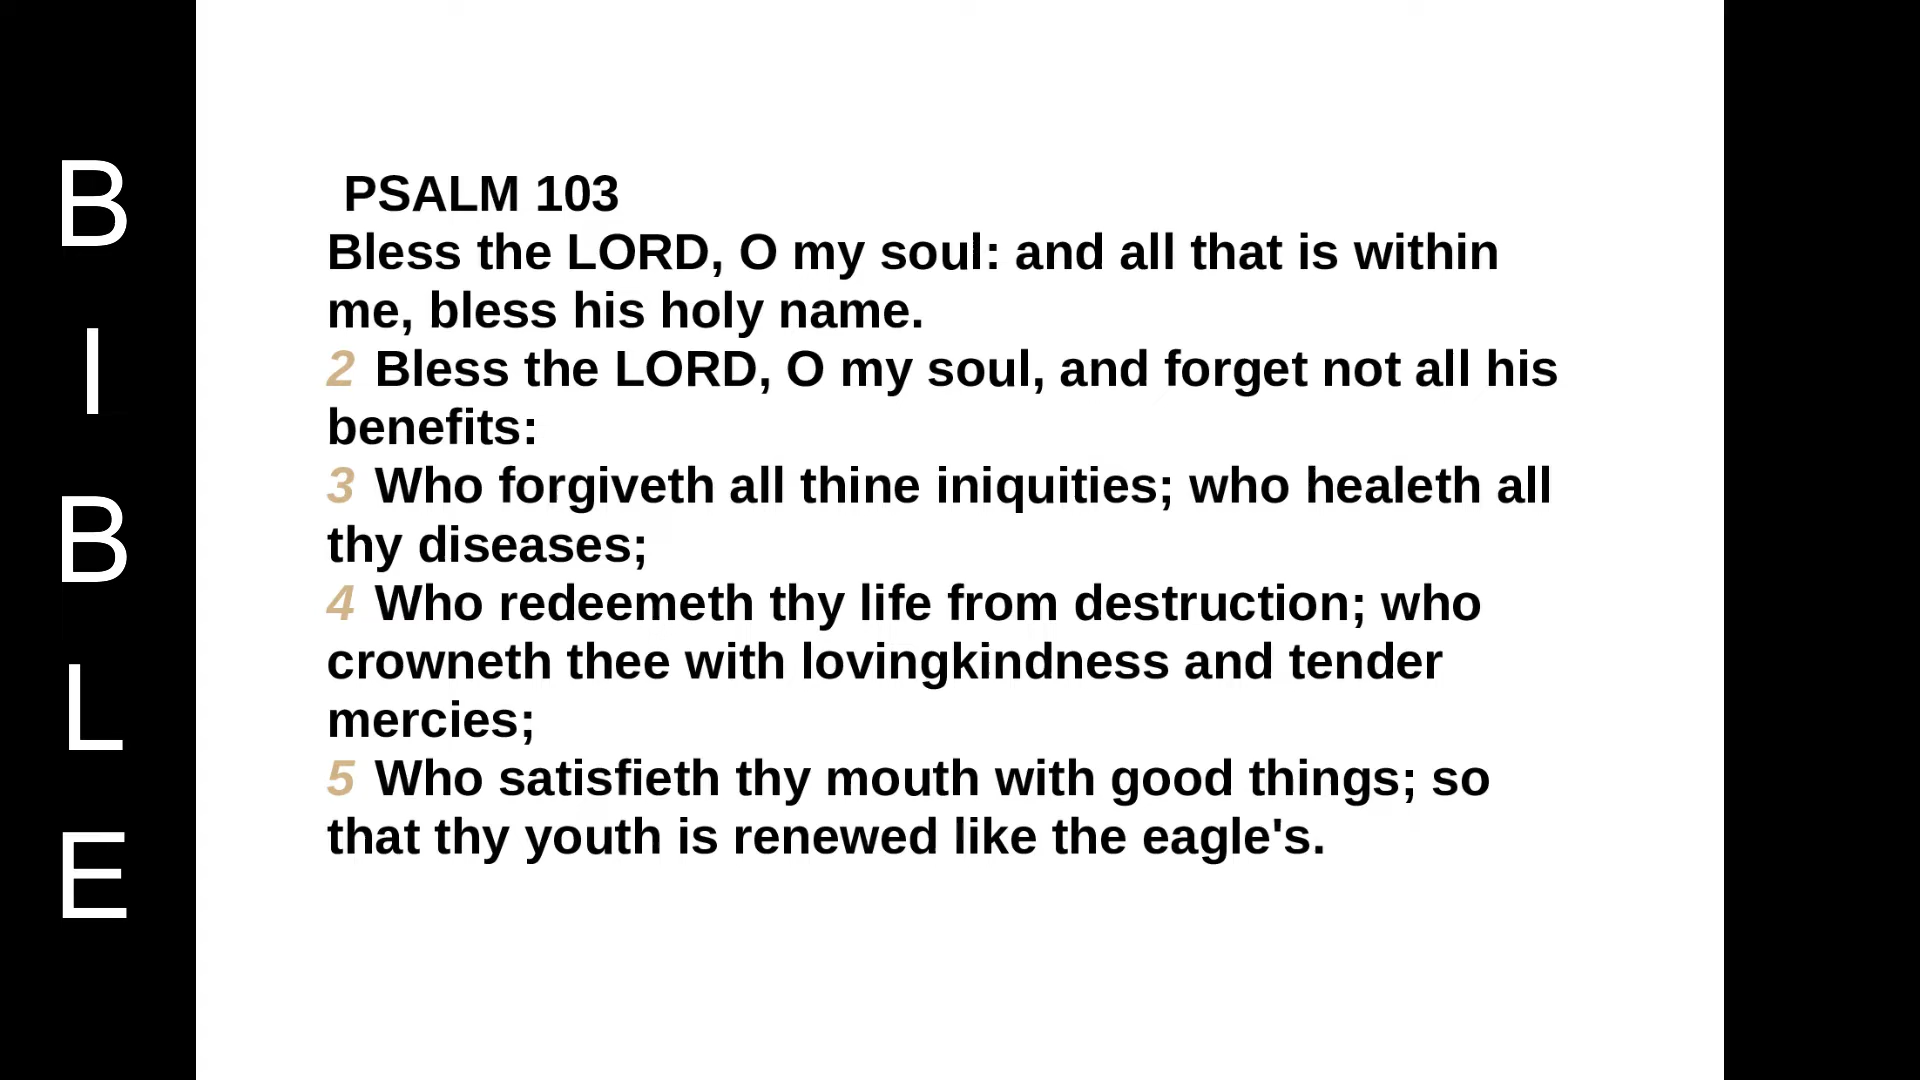 B
I
B
L
E
PSALM 103
Bless the LORD, O my soul: and all that is within
me, bless his holy name.
2 Bless the LORD, O my soul, and forget not all his
benefits:
3 Who forgiveth all thine iniquities; who healeth all
thy diseases;
4 Who redeemeth thy life from destruction; who
crowneth thee with lovingkindness and tender
mercies;
5 Who satisfieth thy mouth with good things; so
that thy youth is renewed like the eagle's.